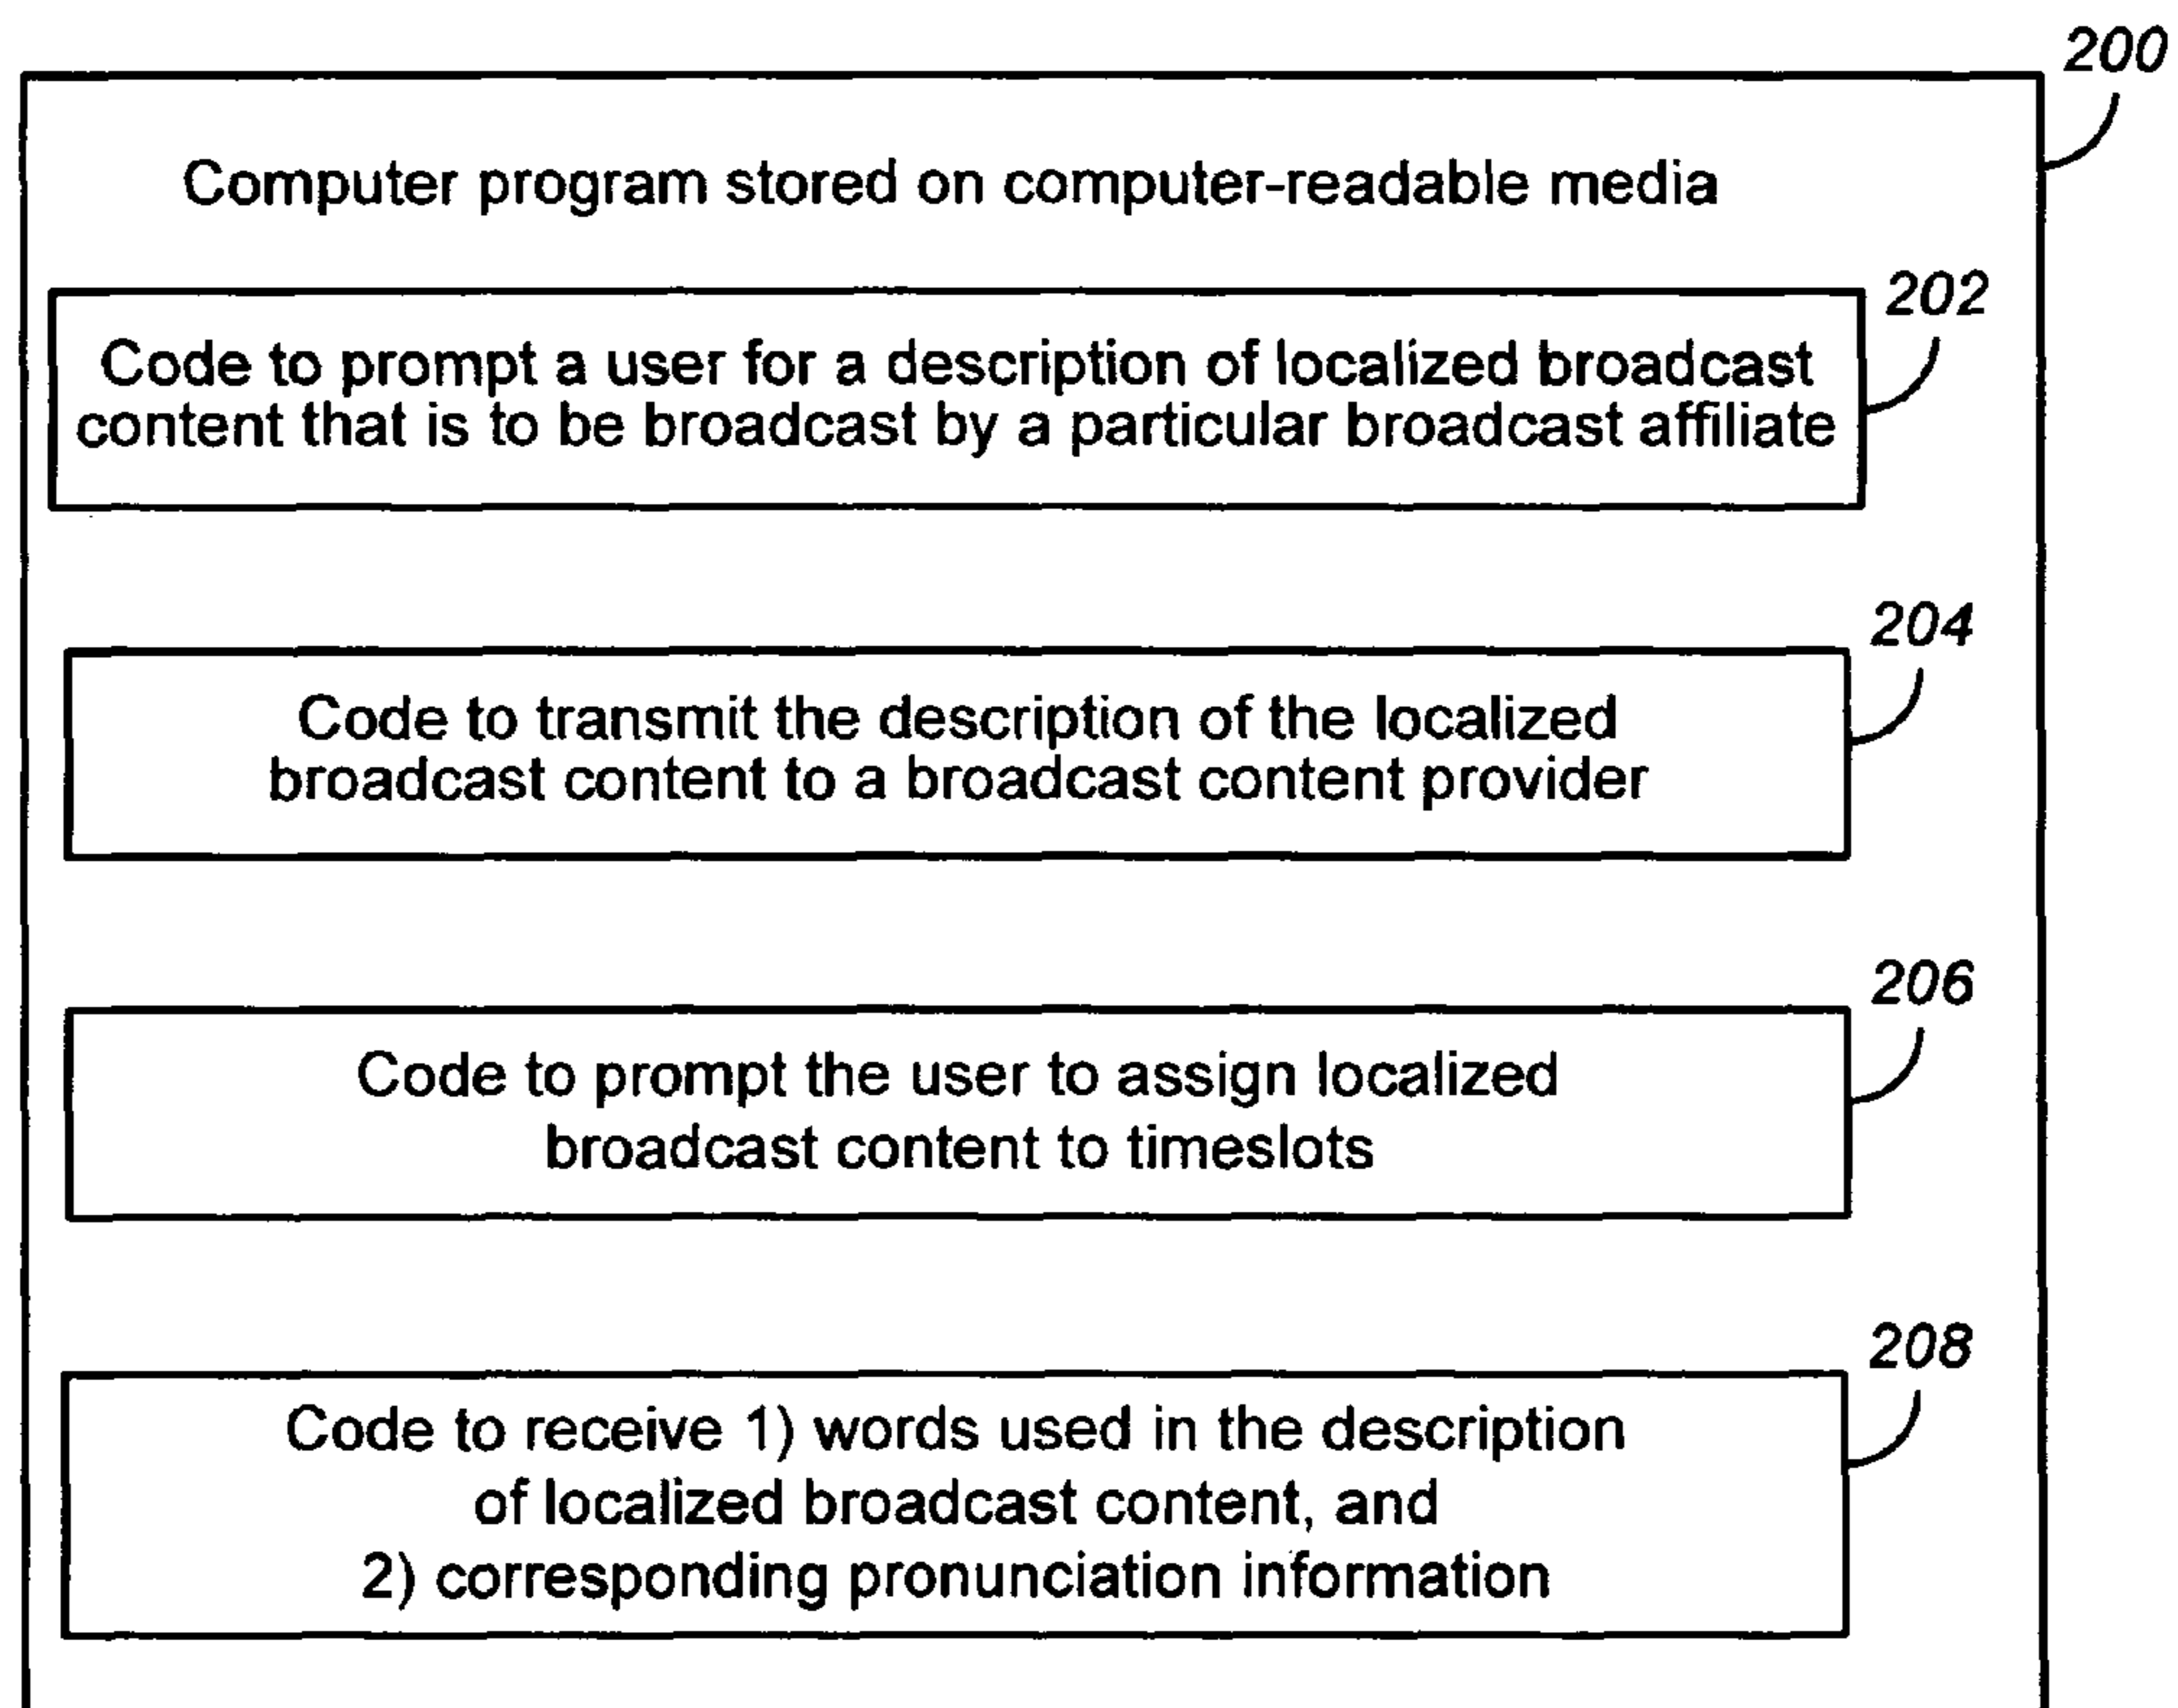 200
Computer program stored on computer-readable media
202
Code to prompt a user for a description of localized broadcast
content that is to be broadcast by a particular broadcast affiliate
204
Code to transmit the description of the localized
broadcast content to a broadcast content provider
206
Code to prompt the user to assign localized
broadcast content to timeslots
208
Code to receive 1) words used in the description
of localized broadcast content, and
2) corresponding pronunciation information